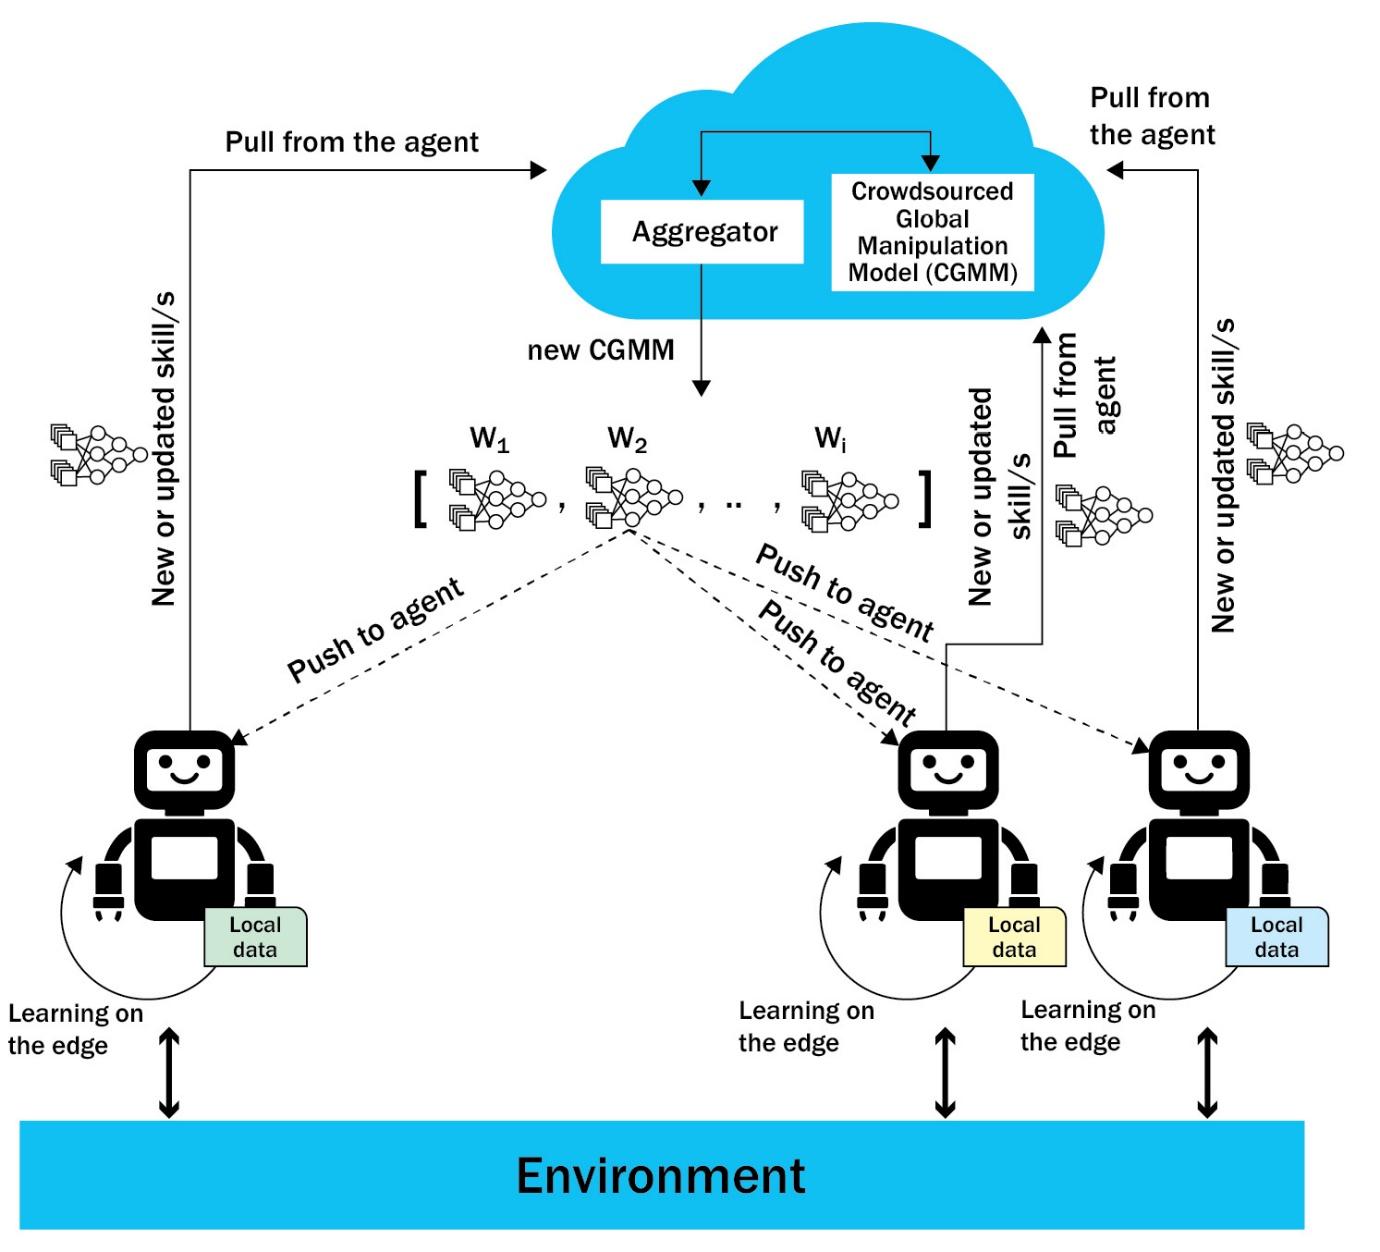 Pull from
the agent
Pull from the agent
Crowdsourced
Global
Manipulation
Model (CGMM)
Aggregator
new CGMM
New or updated skill/s
W1
W2
Wi
[ , , .. , ]
New or updated
skill/s
Pull from
agent
New or updated skill/s
Push to agent
Push to agent
Push to agent
Local
data
Local
data
Local
data
Learning on
the edge
Learning on
the edge
Learning on
the edge
Environment